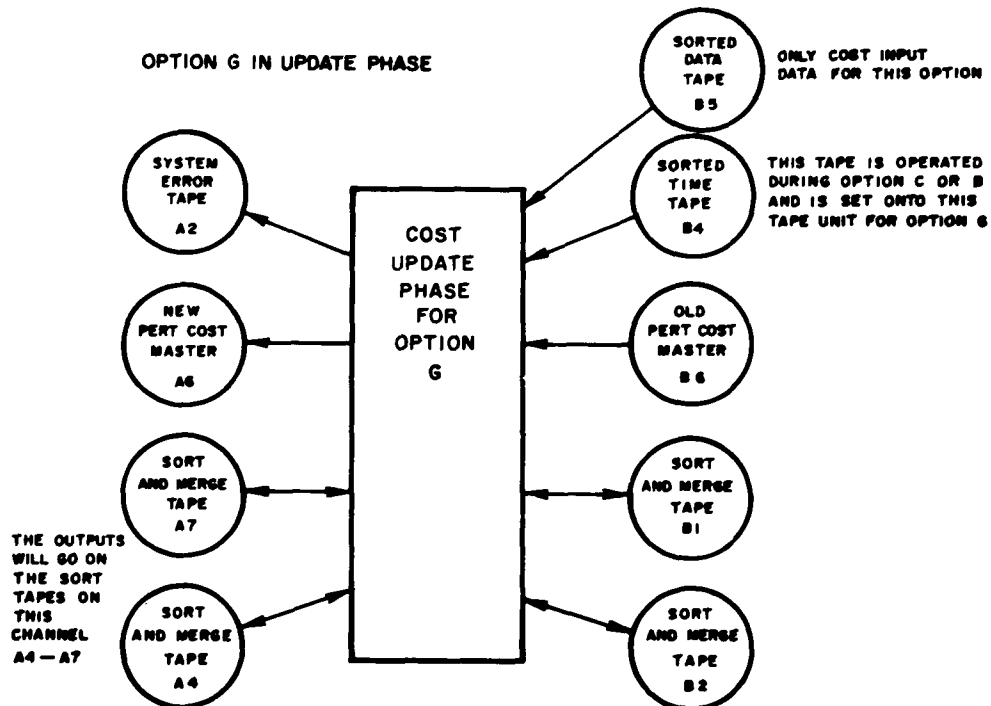 OPTION G IN UPDATE PHASE
SORTED
DATA
TAPE
B5
ONLY COST INPUT
DATA FOR THIS OPTION
SYSTEM
ERROR
TAPE
A2
SORTED
TIME
TAPE
B4
THIS TAPE IS OPERATED
DURING OPTION C OR B
AND IS SET ONTO THIS
TAPE UNIT FOR OPTION G
COST
UPDATE
PHASE
FOR
OPTION
G
NEW
PERT COST
MASTER
A6
OLD
PERT COST
MASTER
B6
SORT
AND MERGE
TAPE
A7
SORT
AND MERGE
TAPE
B1
THE OUTPUTS
WILL GO ON
THE SORT
TAPES ON
THIS
CHANNEL
A4—A7
SORT
AND MERGE
TAPE
A4
SORT
AND MERGE
TAPE
B2